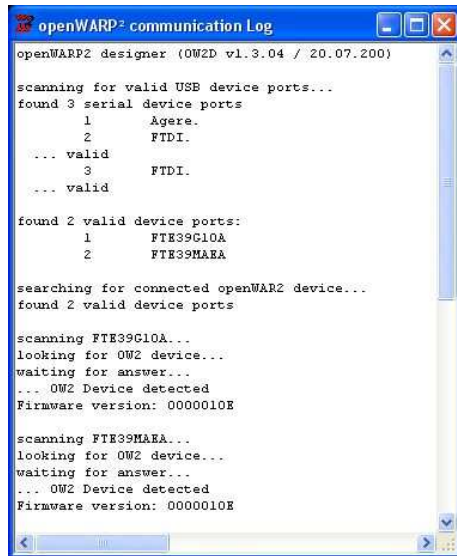 openWARP² communication Log
openWARP2 designer (OW2D v1.3.04 / 20.07.200)
scanning for valid USB device ports...
found 3 serial device ports
1 Agere.
2 FTDI.
... valid
3 FTDI.
... valid
found 2 valid device ports:
1 FTE39G1OA
2 FTE39MAEA
searching for connected openWAR2 device...
found 2 valid device ports
scanning FTE39G1OA...
looking for OW2 device...
waiting for answer...
... OW2 Device detected
Firmware version: 0000010E
scanning FTE39MAEA...
looking for OW2 device...
waiting for answer...
... OW2 Device detected
Firmware version: 0000010E